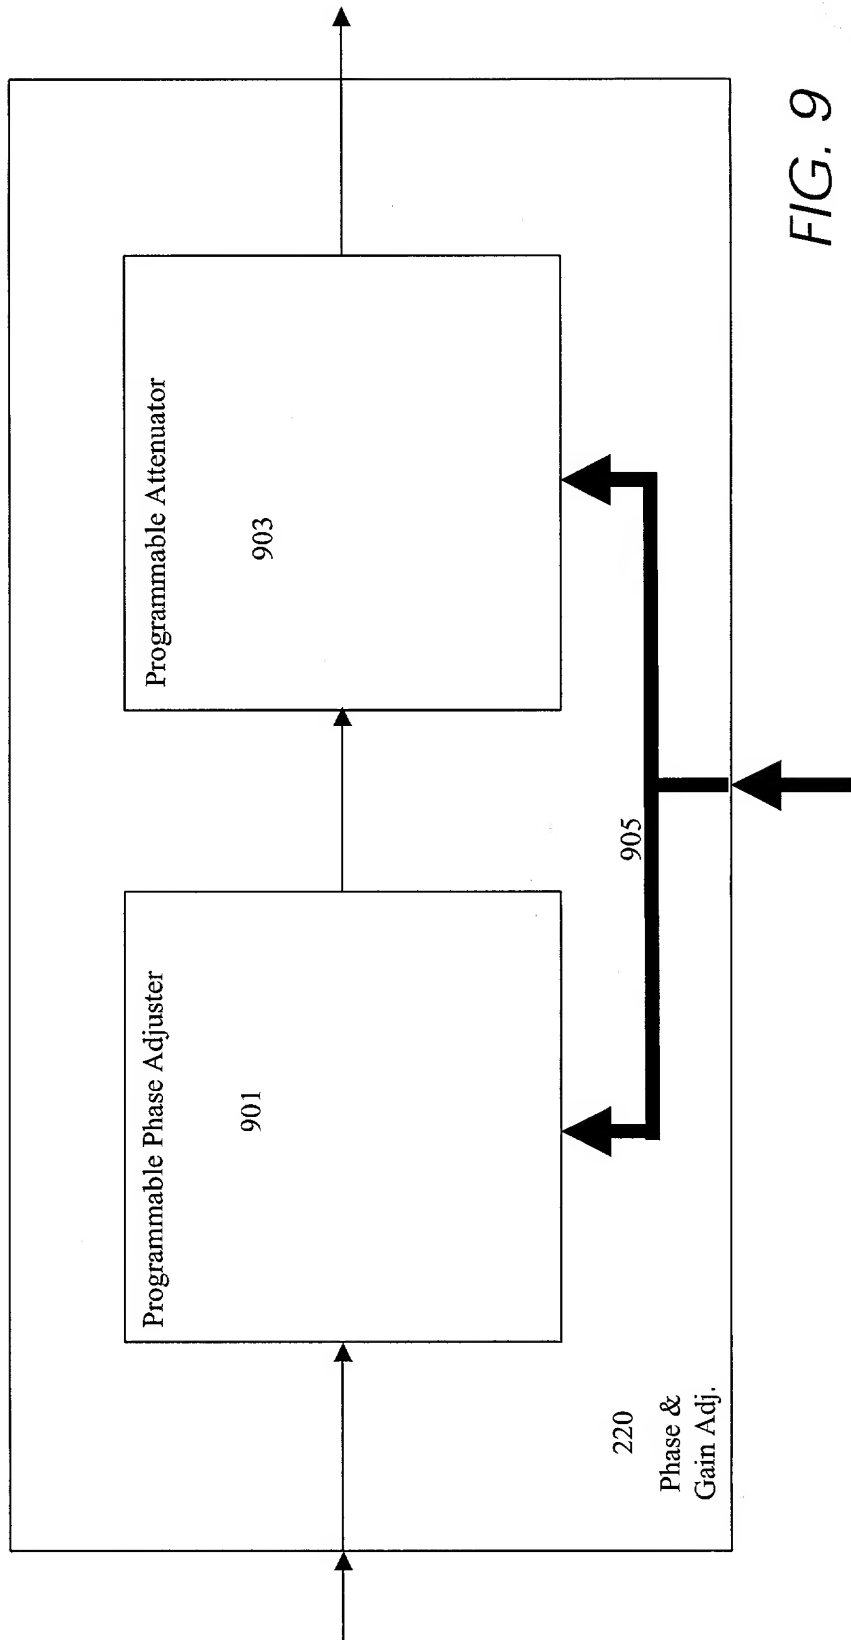 Programmable Phase Adjuster
901
Programmable Attenuator
903
905
220
Phase &
Gain Adj.
FIG. 9